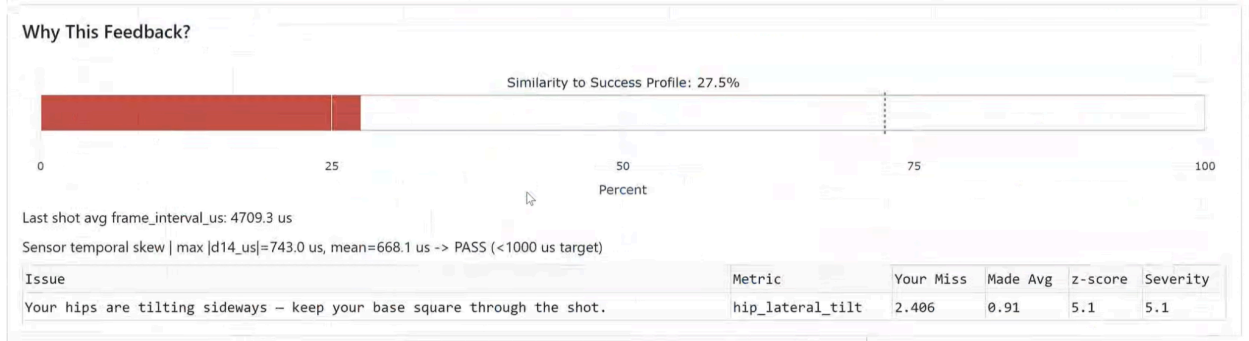 Why This Feedback?
Similarity to Success Profile: 27.5%
0 25 50 75 100
Percent
Last shot avg frame_interval_us: 4709.3 us
Sensor temporal skew | max |d14_us|=743.0 us, mean=668.1 us -> PASS (<1000 us target)
Issue Metric Your Miss Made Avg z-score Severity
Your hips are tilting sideways — keep your base square through the shot. hip_lateral_tilt 2.406 0.91 5.1 5.1